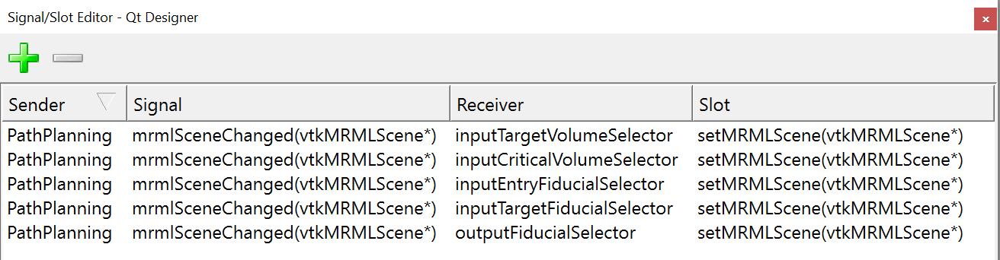 Signal/Slot Editor - Qt Designer
Sender Signal Receiver Slot
PathPlanning mrmlSceneChanged(vtkMRMLScene*) inputTargetVolumeSelector setMRMLScene(vtkMRMLScene*)
PathPlanning mrmlSceneChanged(vtkMRMLScene*) inputCriticalVolumeSelector setMRMLScene(vtkMRMLScene*)
PathPlanning mrmlSceneChanged(vtkMRMLScene*) inputEntryFiducialSelector setMRMLScene(vtkMRMLScene*)
PathPlanning mrmlSceneChanged(vtkMRMLScene*) inputTargetFiducialSelector setMRMLScene(vtkMRMLScene*)
PathPlanning mrmlSceneChanged(vtkMRMLScene*) outputFiducialSelector setMRMLScene(vtkMRMLScene*)